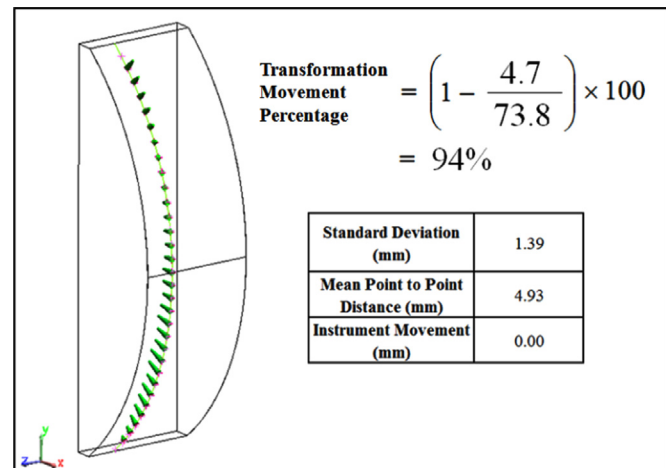 Transformation
Movement
Percentage
= (1 − 4.7/73.8) × 100
= 94%
Standard Deviation
(mm)
1.39
Mean Point to Point
Distance (mm)
4.93
Instrument Movement
(mm)
0.00
Y
Z X